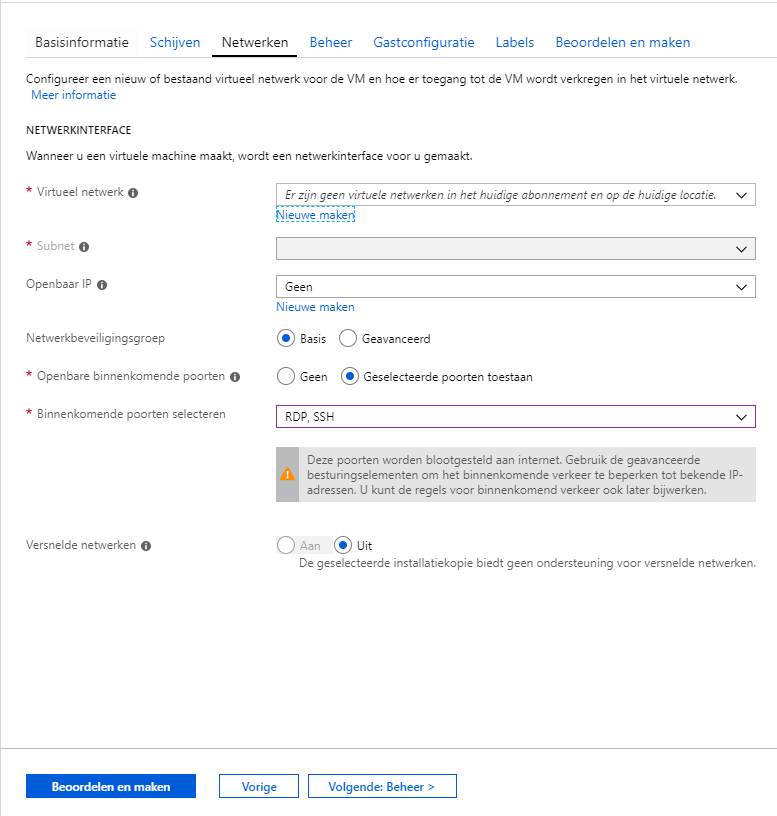 Basisinformatie Schijven Netwerken Beheer Gastconfiguratie Labels Beoordelen en maken
Configureer een nieuw of bestaand virtueel netwerk voor de VM en hoe er toegang tot de VM wordt verkregen in het virtuele netwerk.
Meer informatie
NETWERKINTERFACE
Wanneer u een virtuele machine maakt, wordt een netwerkinterface voor u gemaakt.
* Virtueel netwerk
Er zijn geen virtuele netwerken in het huidige abonnement en op de huidige locatie.
Nieuwe maken
* Subnet
Openbaar IP
Geen
Nieuwe maken
Netwerkbeveiligingsgroep
Basis Geavanceerd
* Openbare binnenkomende poorten
Geen Geselecteerde poorten toestaan
* Binnenkomende poorten selecteren
RDP, SSH
Deze poorten worden blootgesteld aan internet. Gebruik de geavanceerde
besturingselementen om het binnenkomende verkeer te beperken tot bekende IP-
adressen. U kunt de regels voor binnenkomend verkeer ook later bijwerken.
Versnelde netwerken
Aan Uit
De geselecteerde installatiekopie biedt geen ondersteuning voor versnelde netwerken.
Beoordelen en maken Vorige Volgende: Beheer >